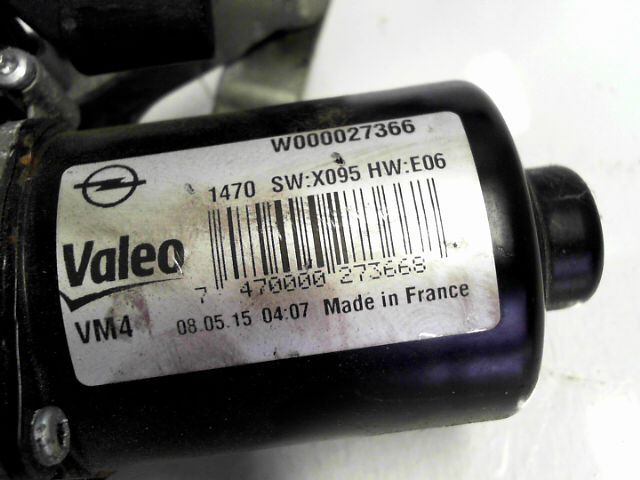 W000027366
1470 SW:X095 HW:E06
Valeo
7 470000 273668
VM4 08.05.15 04:07 Made in France